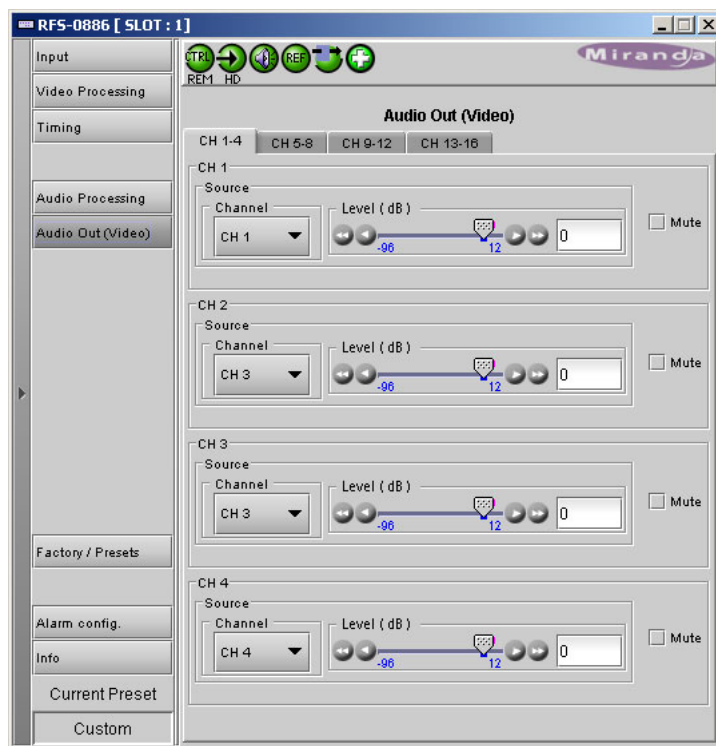 RFS-0886 [ SLOT : 1]
Input
Video Processing
Timing
Audio Processing
Audio Out (Video)
Factory / Presets
Alarm config.
Info
Current Preset
Custom
CTRL REF
REM HD
Miranda
Audio Out (Video)
CH 1-4 CH 5-8 CH 9-12 CH 13-16
CH 1
Source
Channel Level ( dB )
CH 1 0 Mute
-96 12
CH 2
Source
Channel Level ( dB )
CH 3 0 Mute
-96 12
CH 3
Source
Channel Level ( dB )
CH 3 0 Mute
-96 12
CH 4
Source
Channel Level ( dB )
CH 4 0 Mute
-96 12